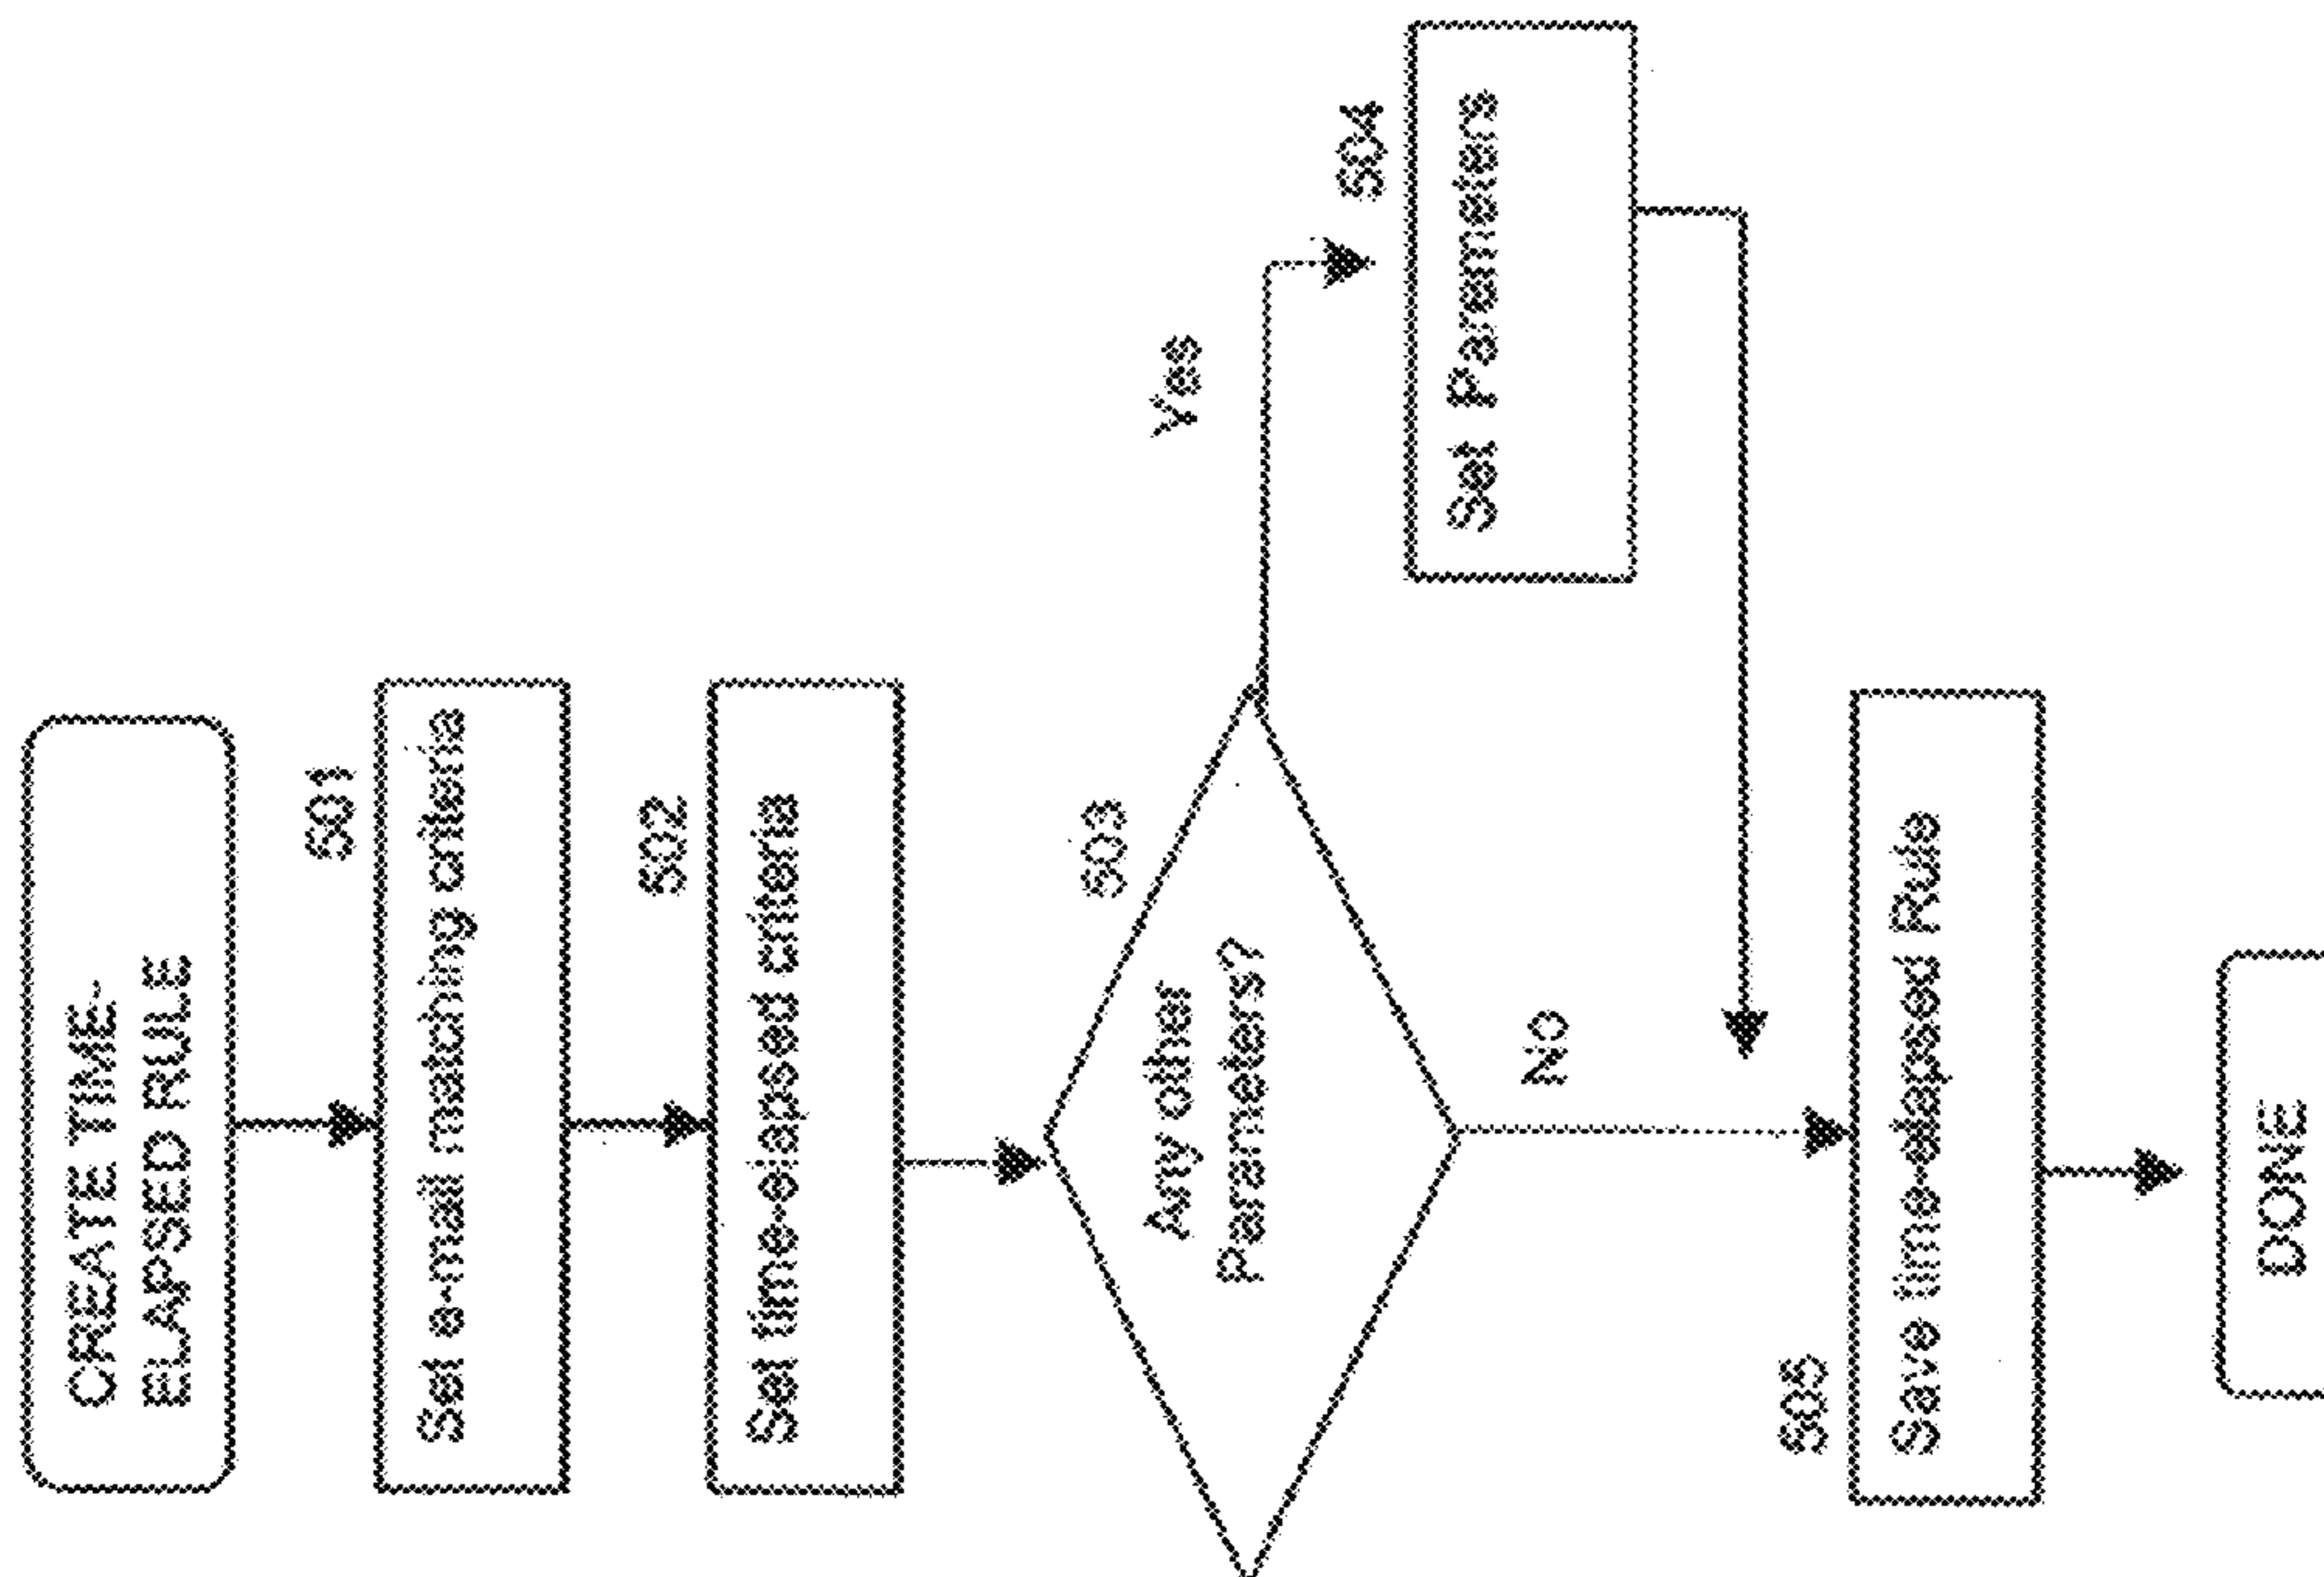 CREATE TIME-
ELAPSED RULE
501
Set e-mail matching criteria
502
Set time-elapsed criteria
503
Any other
Parameters?
Yes
504
Set Parameters
NO
505
Save time-elapsed Rule
DONE